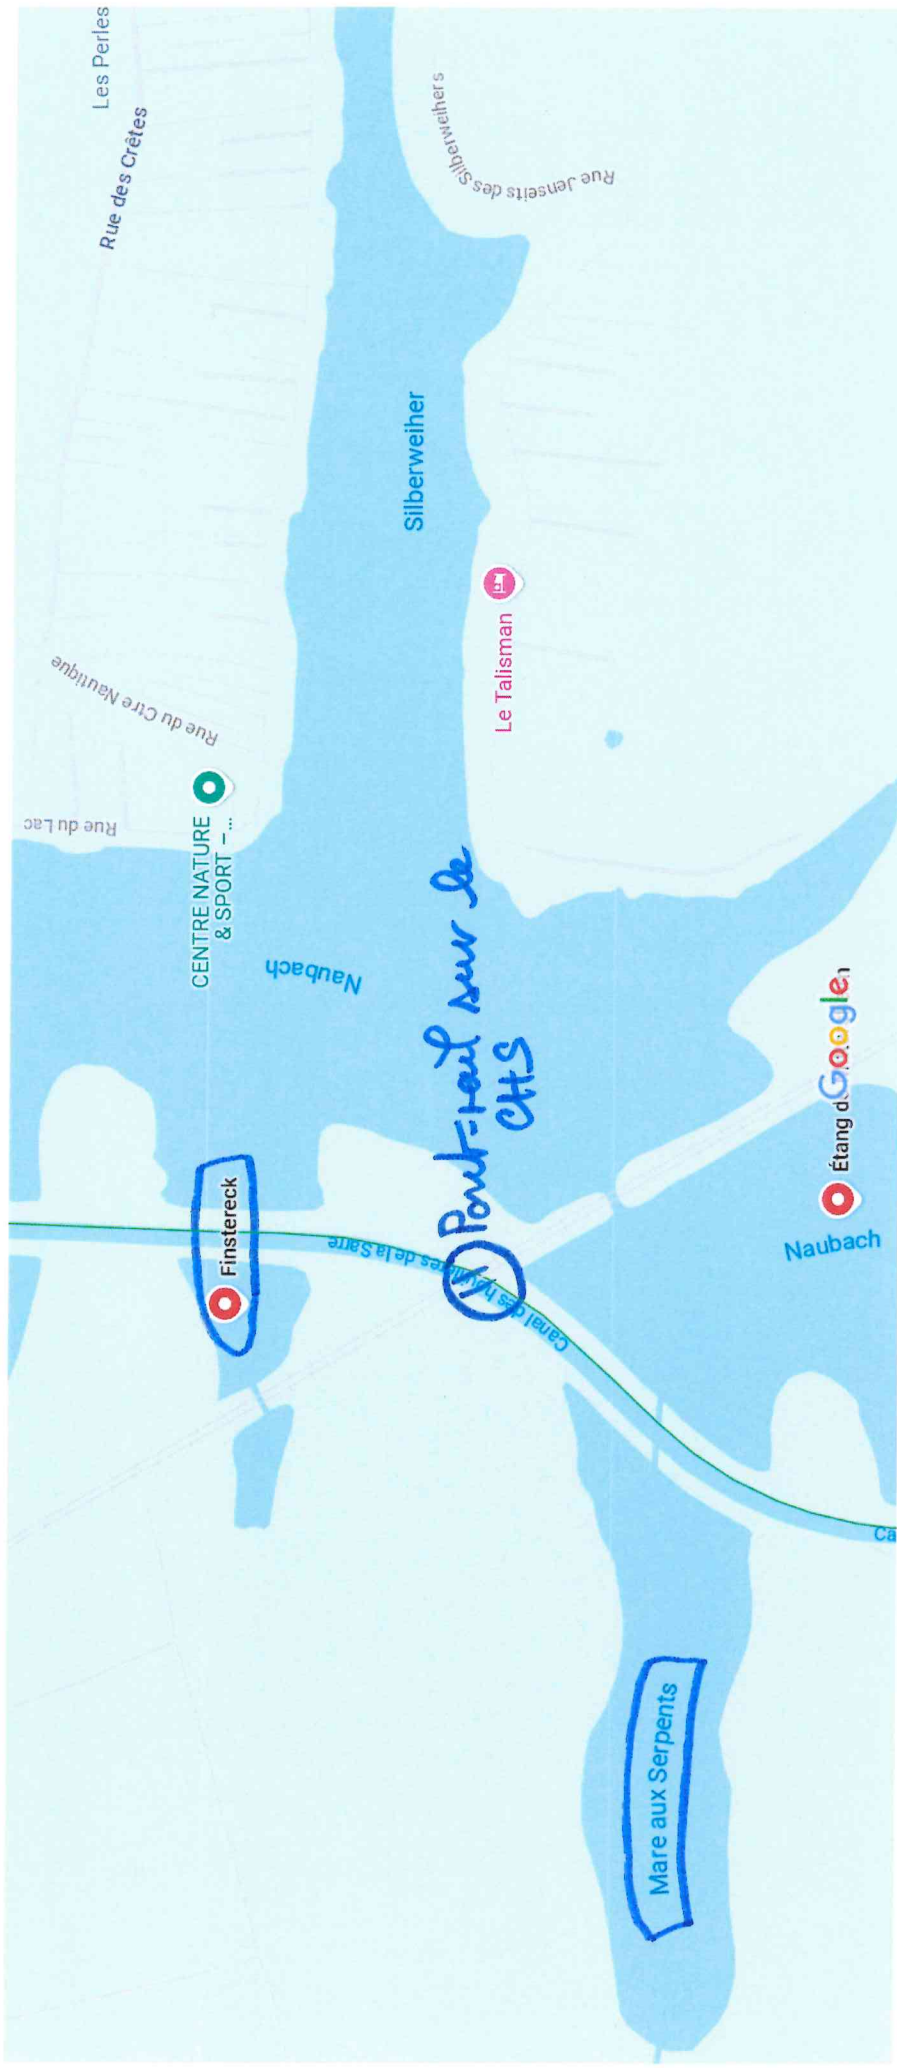 Les Perles
Rue des Crêtes
Rue Jenseits des Silberweihers
Silberweiher
Le Talisman
Rue du Ctre Nautique
Rue du Lac
CENTRE NATURE
& SPORT – ...
Naubach
Pont-rail sur le
CHS
Finstereck
Canal des houillères de la Sarre
Étang d
Google
Naubach
Ca
Mare aux Serpents